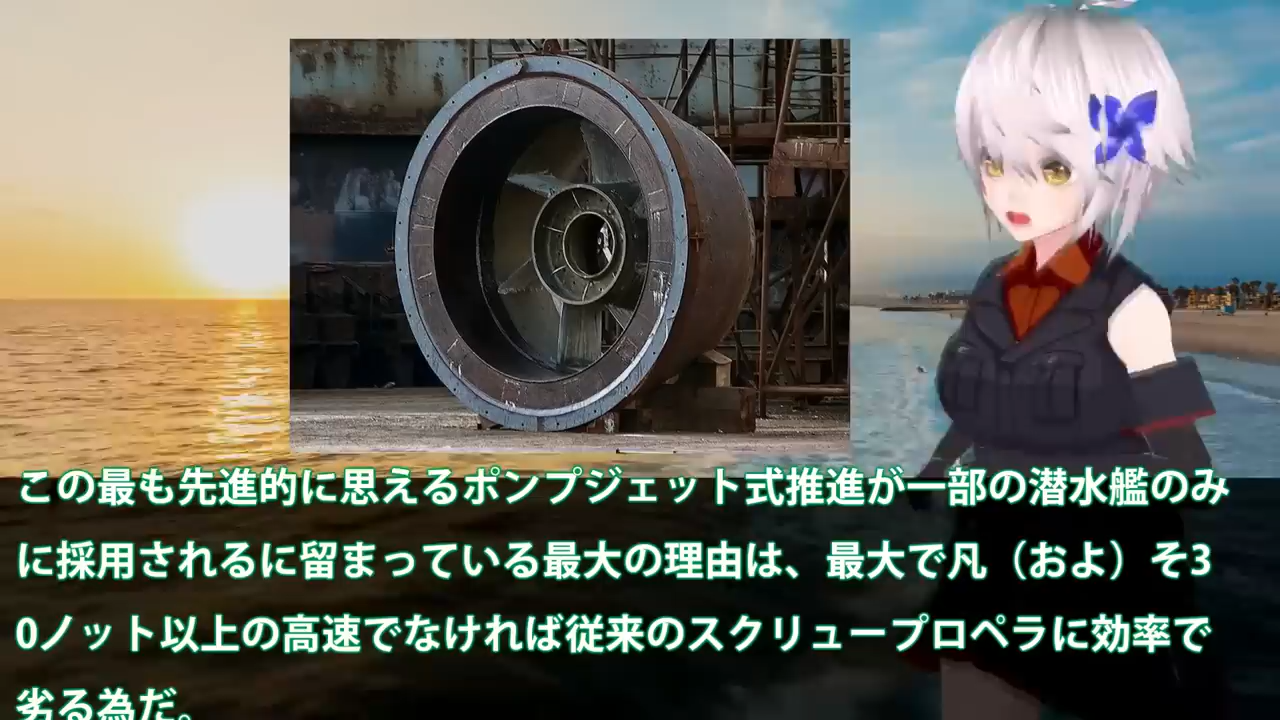 この最も先進的に思えるポンプジェット式推進が一部の潜水艦のみ
に採用されるに留まっている最大の理由は、最大で凡（およ）そ3
0ノット以上の高速でなければ従来のスクリュープロペラに効率で
劣る為だ。